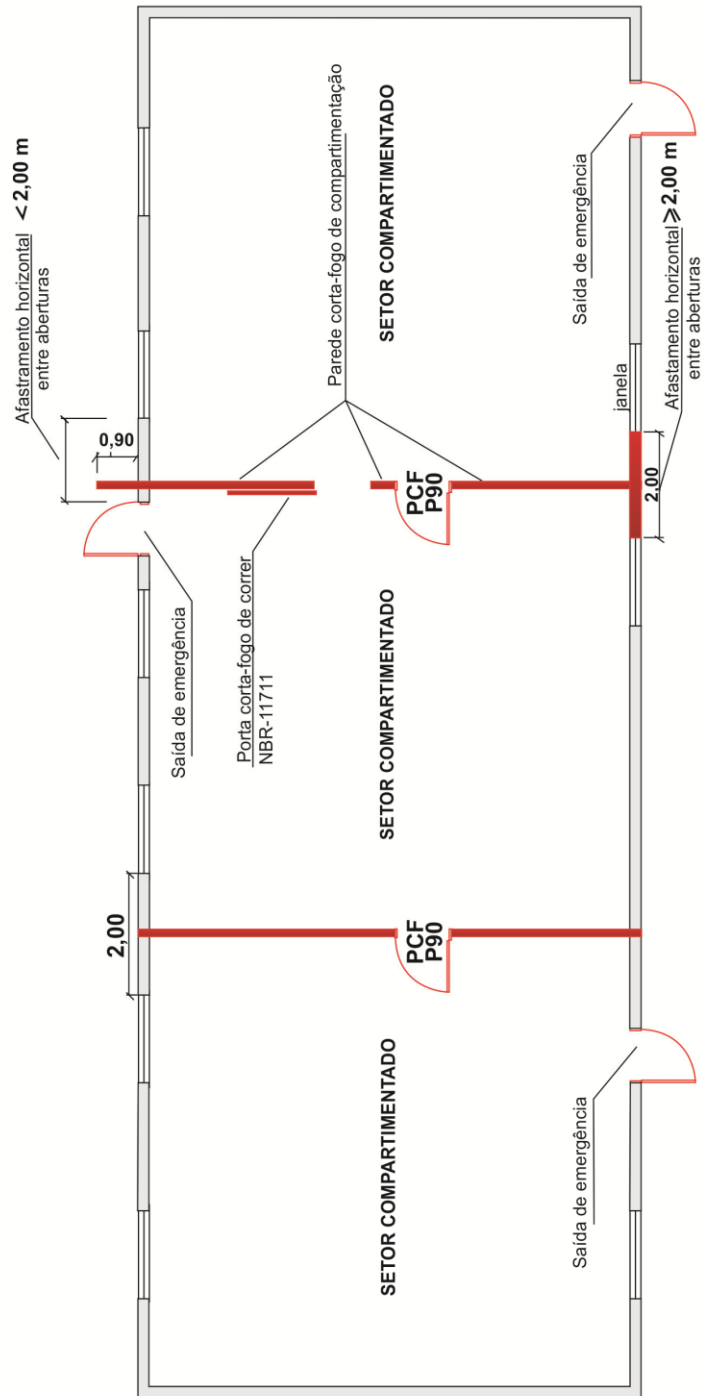 Afastramento horizontal < 2,00 m
entre aberturas
0,90
Parede corta-fogo de compartimentação
SETOR COMPARTIMENTADO
Saída de emergência
Saída de emergência
Porta corta-fogo de correr
NBR-11711
PCF
P90
janela
2,00
Afastamento horizontal ⩾ 2,00 m
entre aberturas
SETOR COMPARTIMENTADO
2,00
PCF
P90
SETOR COMPARTIMENTADO
Saída de emergência